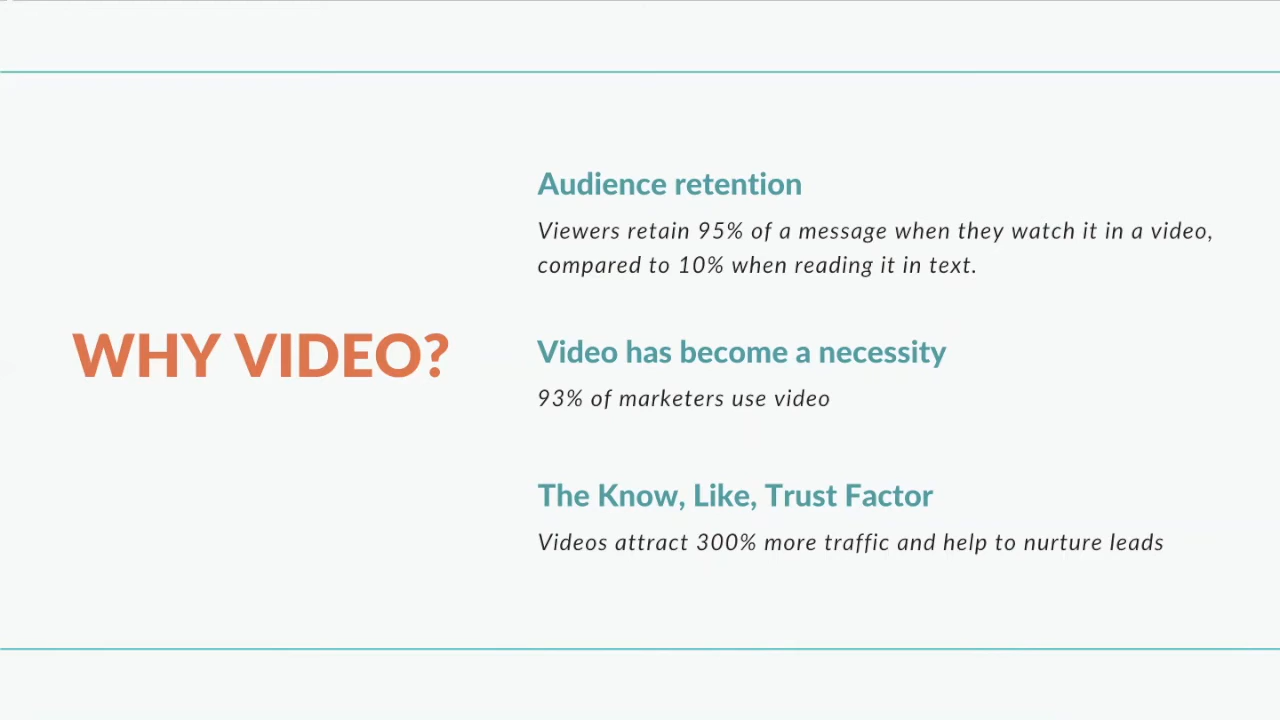 WHY VIDEO?
Audience retention
Viewers retain 95% of a message when they watch it in a video,
compared to 10% when reading it in text.
Video has become a necessity
93% of marketers use video
The Know, Like, Trust Factor
Videos attract 300% more traffic and help to nurture leads